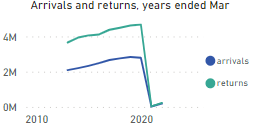 Arrivals and returns, years ended Mar
4M
2M
0M
2010
2020
arrivals
returns